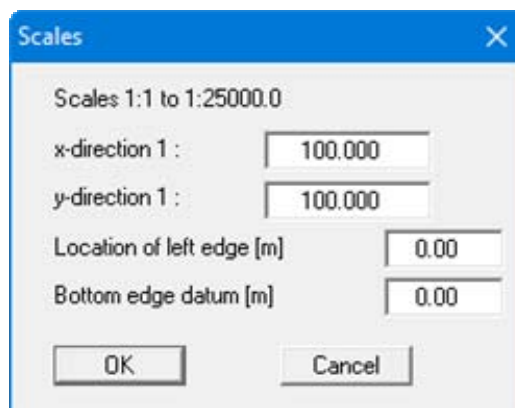 Scales
Scales 1:1 to 1:25000.0
x-direction 1 : 100.000
y-direction 1 : 100.000
Location of left edge [m] 0.00
Bottom edge datum [m] 0.00
OK Cancel